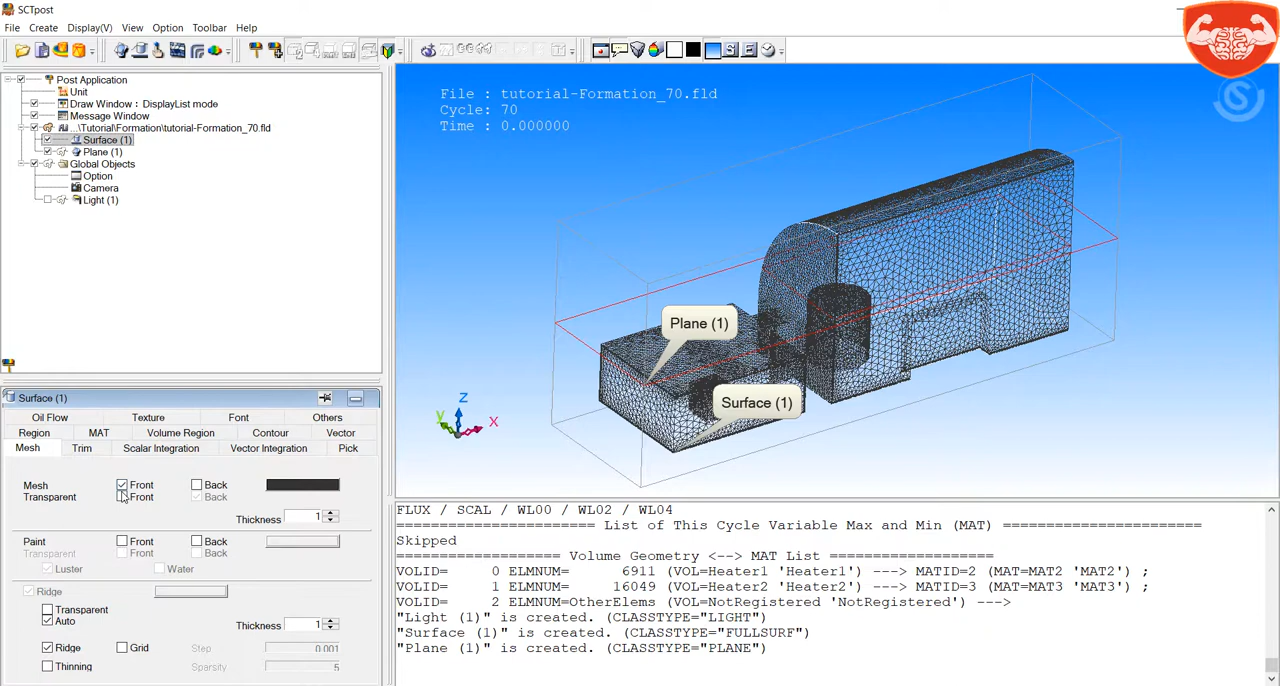 SCTpost
File Create Display(V) View Option Toolbar Help
Post Application
Unit
Draw Window : DisplayList mode
Message Window
...\Tutorial\Formation\tutorial-Formation_70.fld
Surface (1)
Plane (1)
Global Objects
Option
Camera
Light (1)
File : tutorial-Formation_70.fld
Cycle: 70
Time : 0.000000
Plane (1)
Surface (1)
Z
y
X
Surface (1)
Oil Flow Texture Font Others
Region MAT Volume Region Contour Vector
Mesh Trim Scalar Integration Vector Integration Pick
Mesh Front Back
Transparent Front Back
Thickness 1
Paint Front Back
Transparent Front Back
Luster Water
Ridge
Transparent
Auto
Thickness 1
Ridge Grid Step 0.001
Thinning Sparsity 5
FLUX / SCAL / WL00 / WL02 / WL04
======================= List of This Cycle Variable Max and Min (MAT) =======================
Skipped
=================== Volume Geometry <--> MAT List ===================
VOLID= 0 ELMNUM= 6911 (VOL=Heater1 'Heater1') ---> MATID=2 (MAT=MAT2 'MAT2') ;
VOLID= 1 ELMNUM= 16049 (VOL=Heater2 'Heater2') ---> MATID=3 (MAT=MAT3 'MAT3') ;
VOLID= 2 ELMNUM=OtherElems (VOL=NotRegistered 'NotRegistered') --->
"Light (1)" is created. (CLASSTYPE="LIGHT")
"Surface (1)" is created. (CLASSTYPE="FULLSURF")
"Plane (1)" is created. (CLASSTYPE="PLANE")